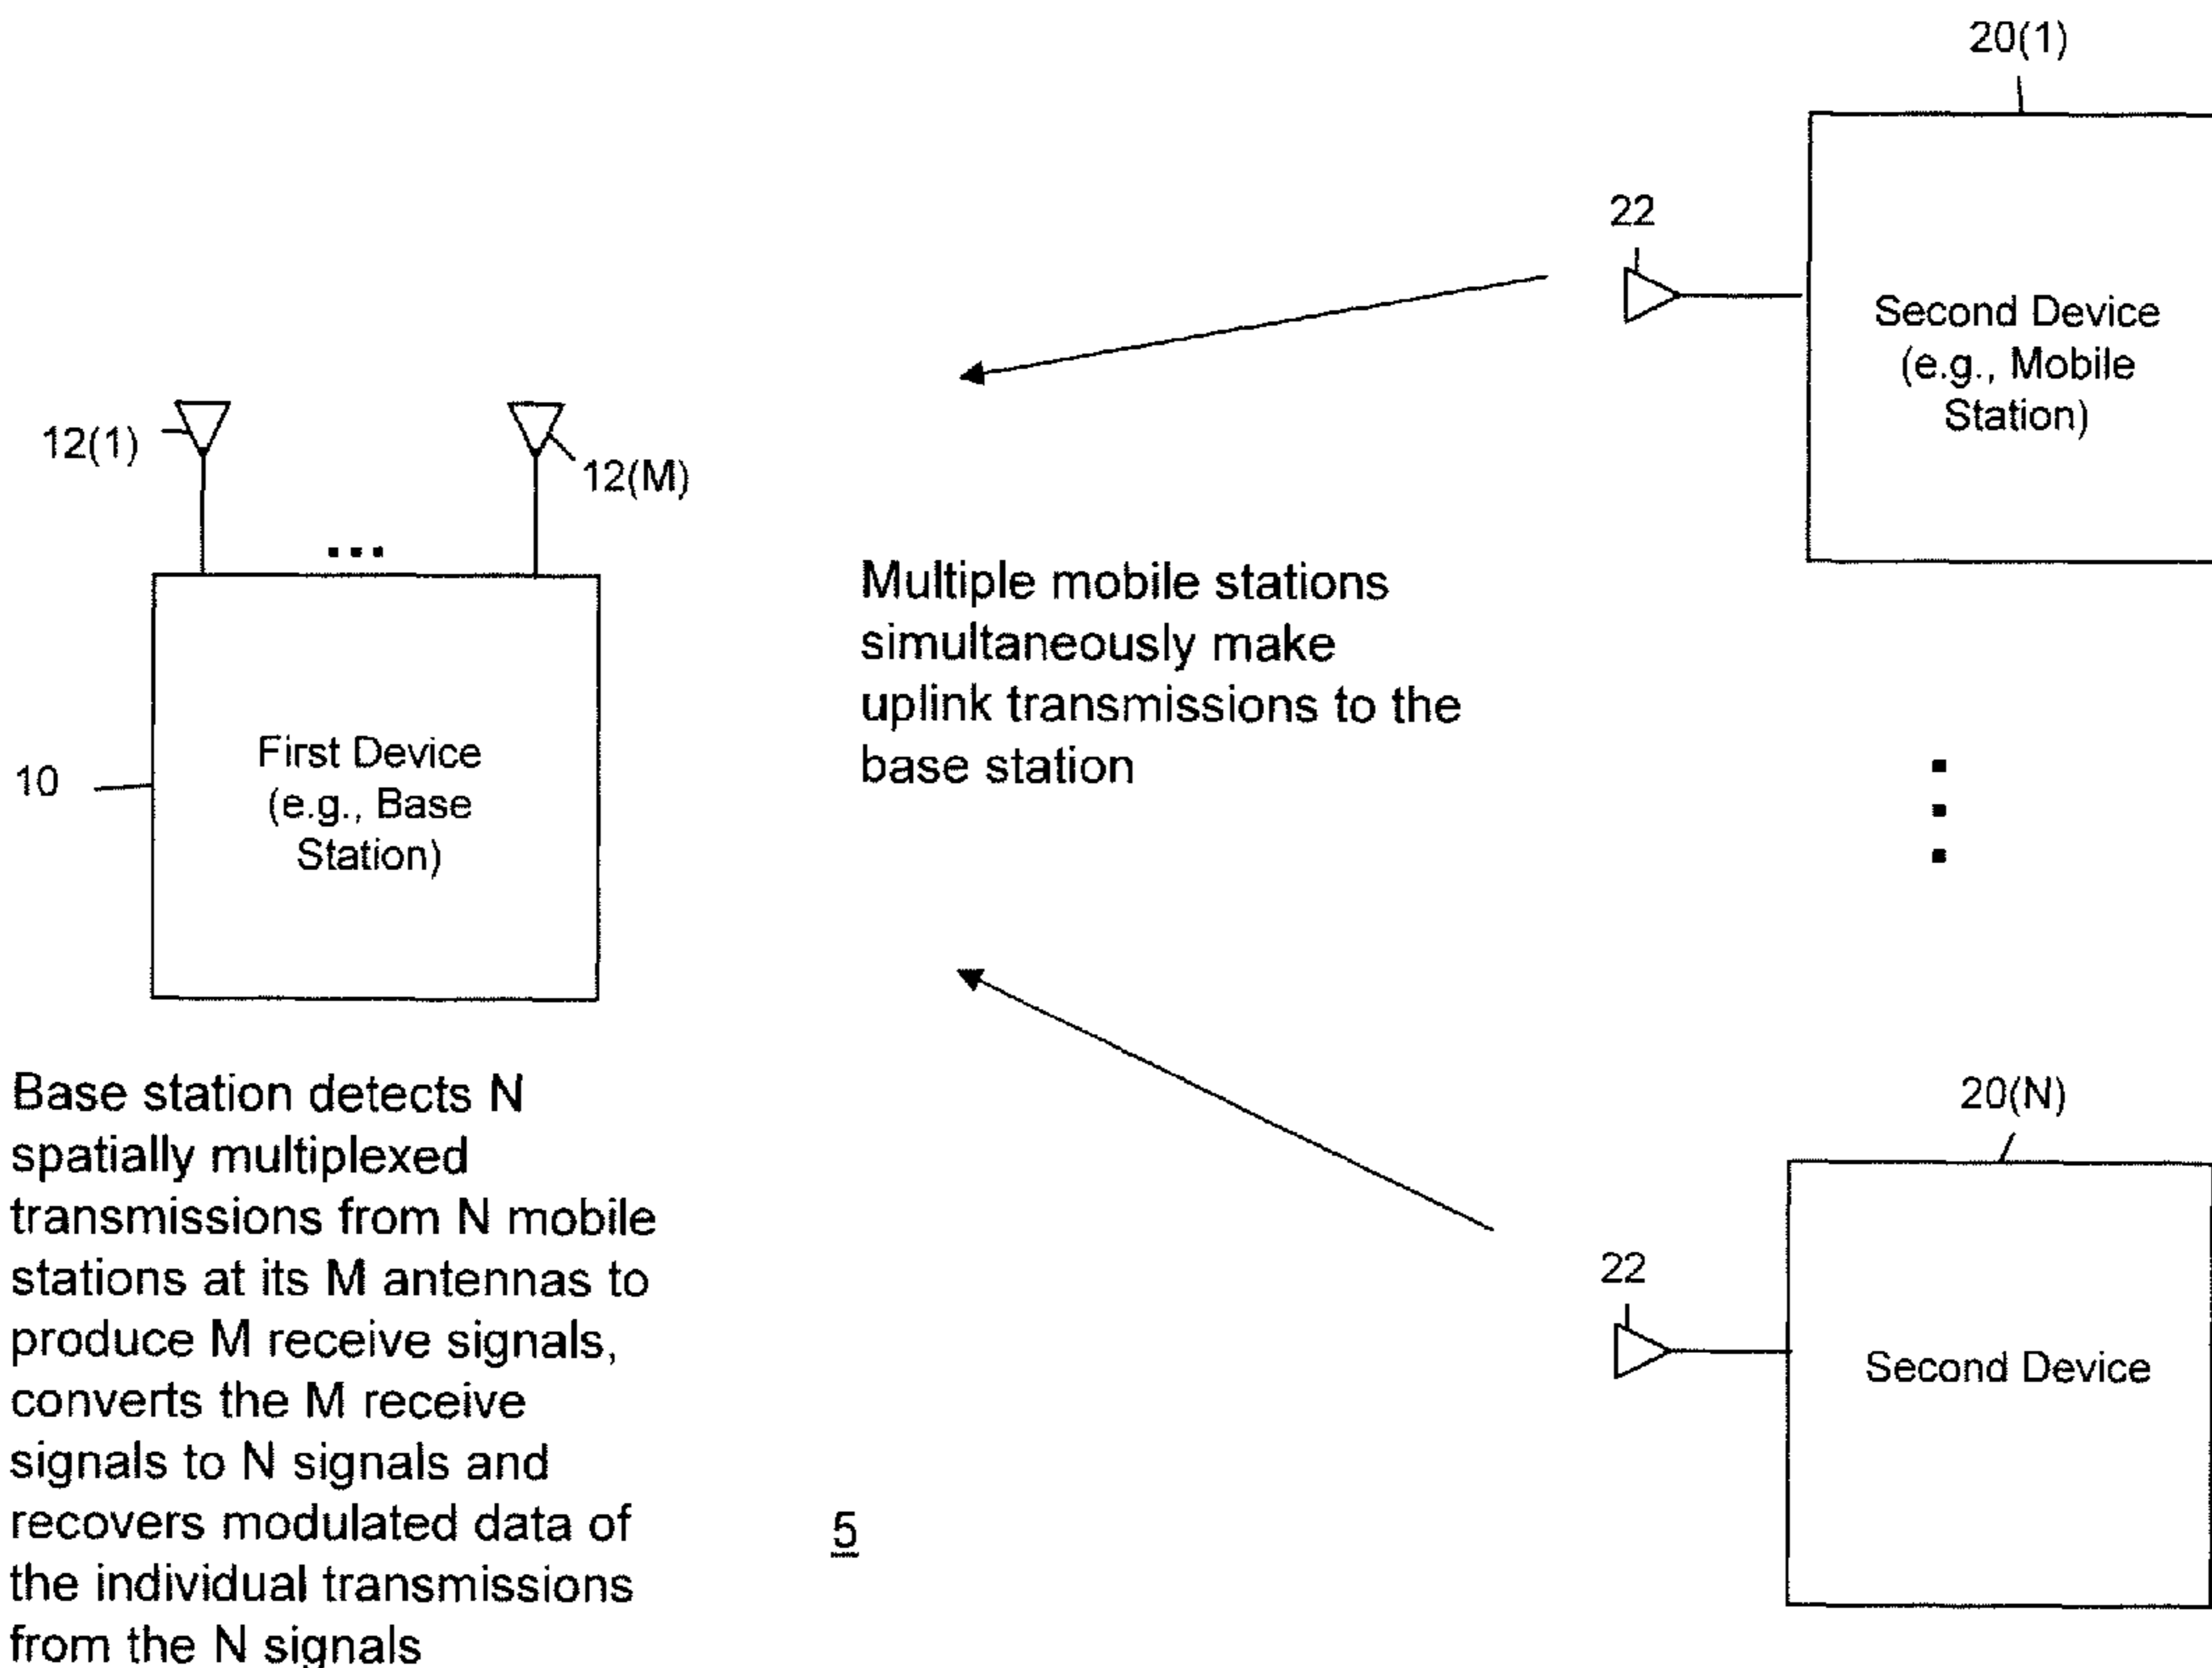 20(1)
22
Second Device
(e.g., Mobile
Station)
12(1)
12(M)
...
Multiple mobile stations
simultaneously make
uplink transmissions to the
base station
10
First Device
(e.g., Base
Station)
Base station detects N
spatially multiplexed
transmissions from N mobile
stations at its M antennas to
produce M receive signals,
converts the M receive
signals to N signals and
recovers modulated data of
the individual transmissions
from the N signals
20(N)
22
Second Device
5